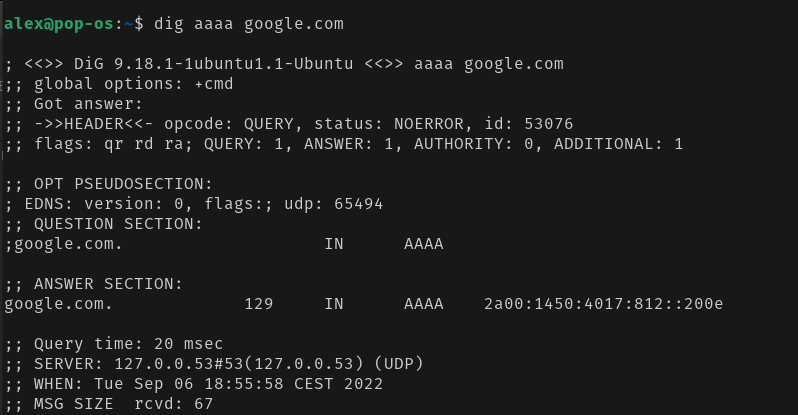 alex@pop-os:~$ dig aaaa google.com
; <<>> DiG 9.18.1-1ubuntu1.1-Ubuntu <<>> aaaa google.com
;; global options: +cmd
;; Got answer:
;; ->>HEADER<<- opcode: QUERY, status: NOERROR, id: 53076
;; flags: qr rd ra; QUERY: 1, ANSWER: 1, AUTHORITY: 0, ADDITIONAL: 1
;; OPT PSEUDOSECTION:
; EDNS: version: 0, flags:; udp: 65494
;; QUESTION SECTION:
;google.com. IN AAAA
;; ANSWER SECTION:
google.com. 129 IN AAAA 2a00:1450:4017:812::200e
;; Query time: 20 msec
;; SERVER: 127.0.0.53#53(127.0.0.53) (UDP)
;; WHEN: Tue Sep 06 18:55:58 CEST 2022
;; MSG SIZE rcvd: 67